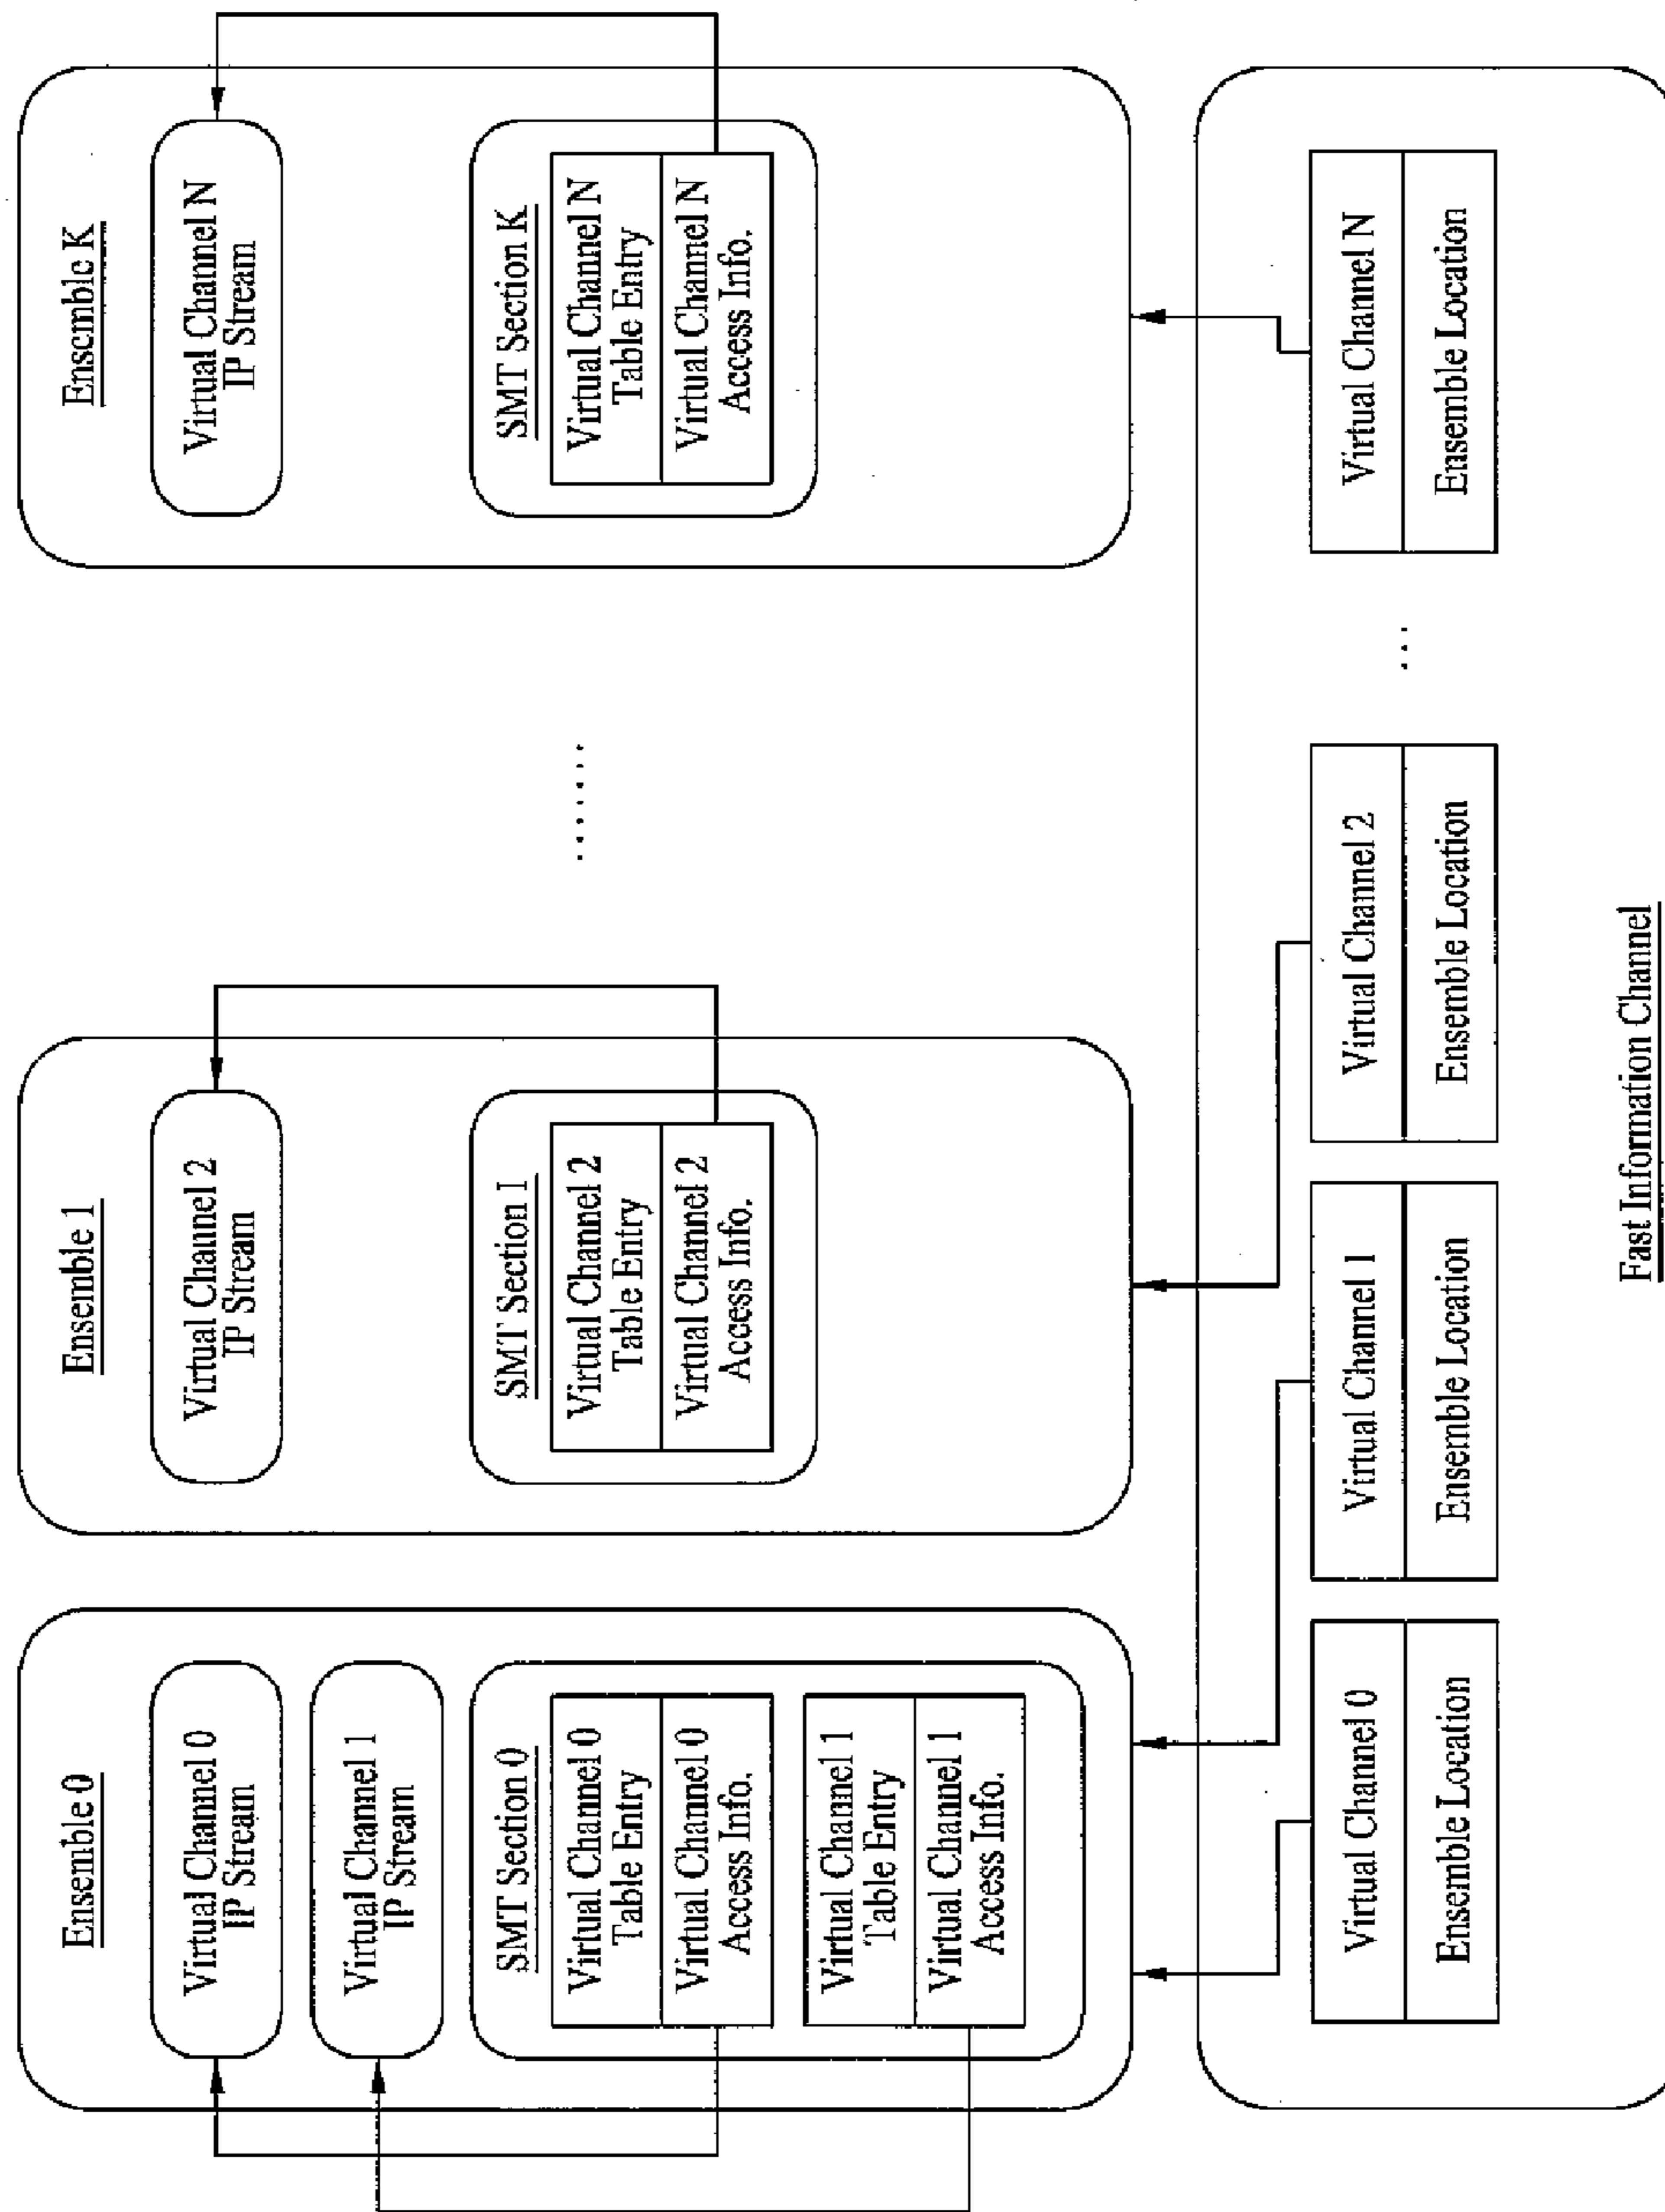 Ensemble 0
Virtual Channel 0
IP Stream
Virtual Channel 1
IP Stream
SMT Section 0
Virtual Channel 0
Table Entry
Virtual Channel 0
Access Info.
Virtual Channel 1
Table Entry
Virtual Channel 1
Access Info.
Ensemble 1
Virtual Channel 2
IP Stream
SMT Section I
Virtual Channel 2
Table Entry
Virtual Channel 2
Access Info.
.......
Ensemble K
Virtual Channel N
IP Stream
SMT Section K
Virtual Channel N
Table Entry
Virtual Channel N
Access Info.
Virtual Channel 0
Ensemble Location
Virtual Channel 1
Ensemble Location
Virtual Channel 2
Ensemble Location
...
Virtual Channel N
Ensemble Location
Fast Information Channel